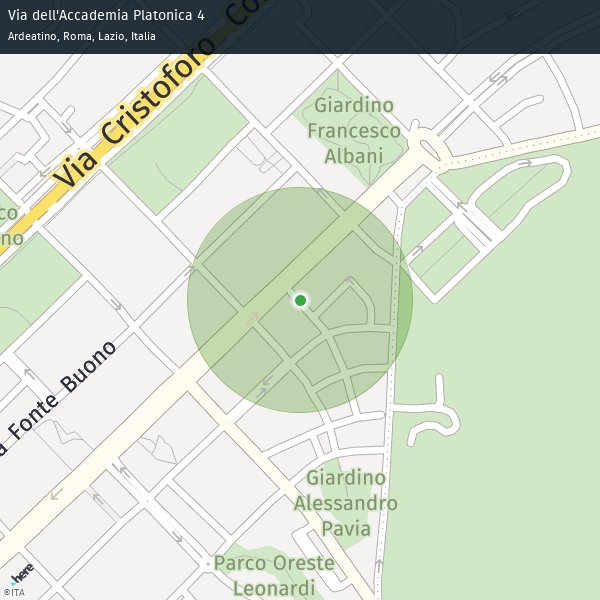 Via dell'Accademia Platonica 4
Ardeatino, Roma, Lazio, Italia
Via Cristoforo Co
Giardino
Francesco
Albani
co
no
a Fonte Buono
Giardino
Alessandro
Pavia
Parco Oreste
Leonardi
here
©ITA